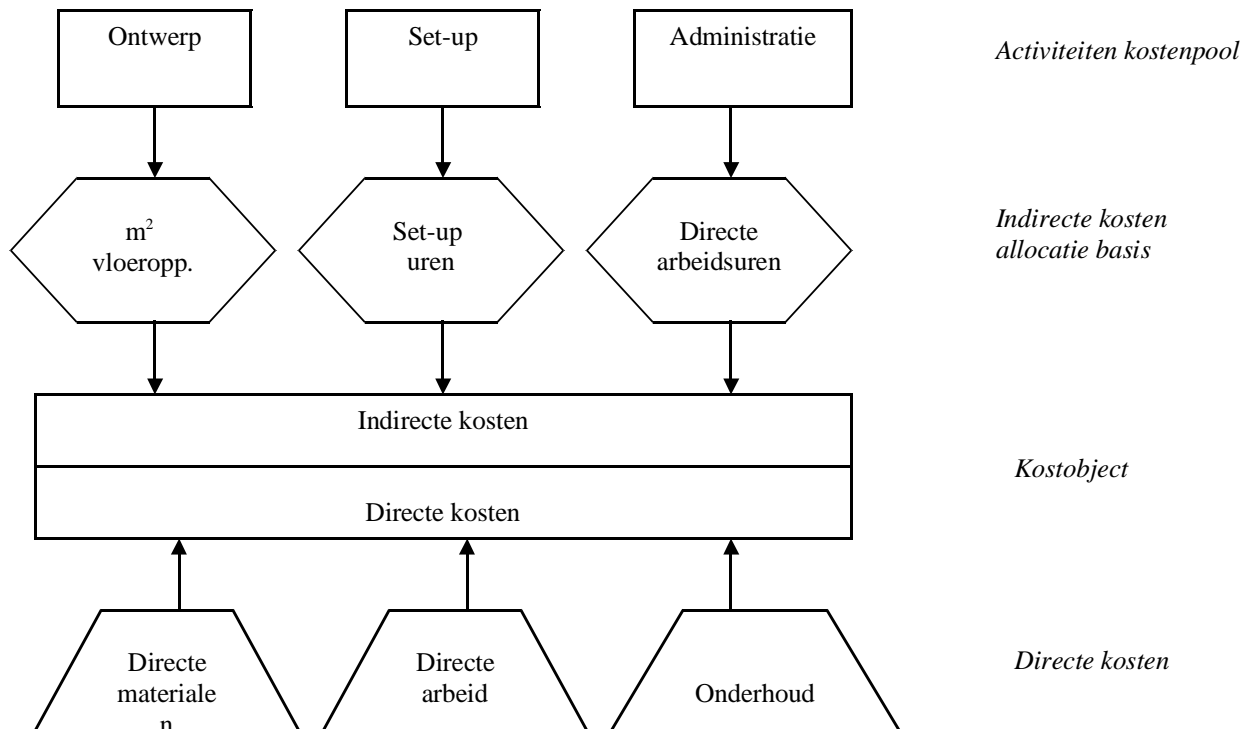 Ontwerp
Set-up
Administratie
Activiteiten kostenpool
m²
vloeropp.
Set-up
uren
Directe
arbeidsuren
Indirecte kosten
allocatie basis
Indirecte kosten
Directe kosten
Kostobject
Directe
materiale
n
Directe
arbeid
Onderhoud
Directe kosten